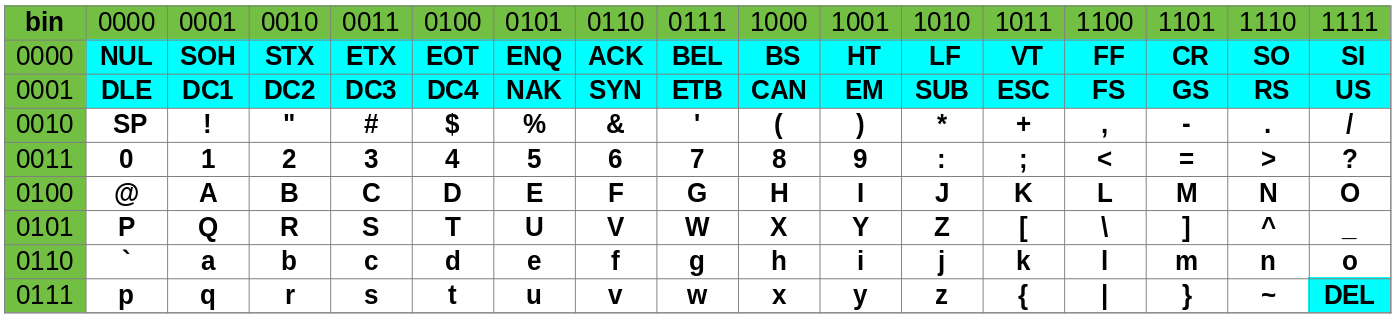 bin 0000 0001 0010 0011 0100 0101 0110 0111 1000 1001 1010 1011 1100 1101 1110 1111
0000 NUL SOH STX ETX EOT ENQ ACK BEL BS HT LF VT FF CR SO SI
0001 DLE DC1 DC2 DC3 DC4 NAK SYN ETB CAN EM SUB ESC FS GS RS US
0010 SP ! " # $ % & ' ( ) * + , - . /
0011 0 1 2 3 4 5 6 7 8 9 : ; < = > ?
0100 @ A B C D E F G H I J K L M N O
0101 P Q R S T U V W X Y Z [ \ ] ^ _
0110 ` a b c d e f g h i j k l m n o
0111 p q r s t u v w x y z { | } ~ DEL